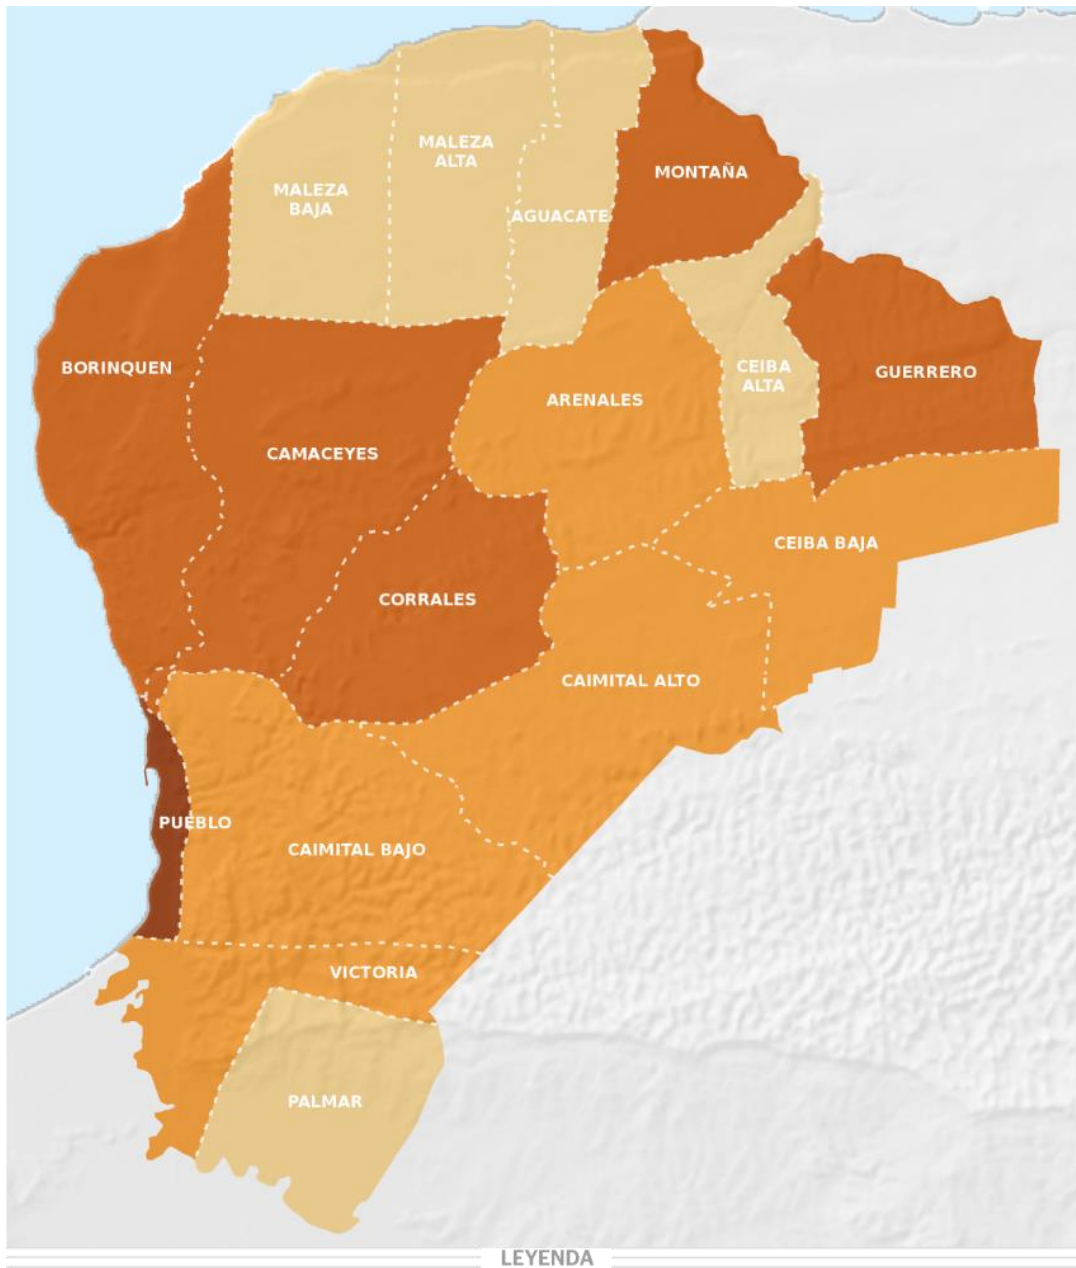 MALEZA
ALTA
MALEZA
BAJA
AGUACATE
MONTAÑA
BORINQUEN
CEIBA
ALTA
GUERRERO
ARENALES
CAMACEYES
CEIBA BAJA
CORRALES
CAIMITAL ALTO
PUEBLO
CAIMITAL BAJO
VICTORIA
PALMAR
LEYENDA